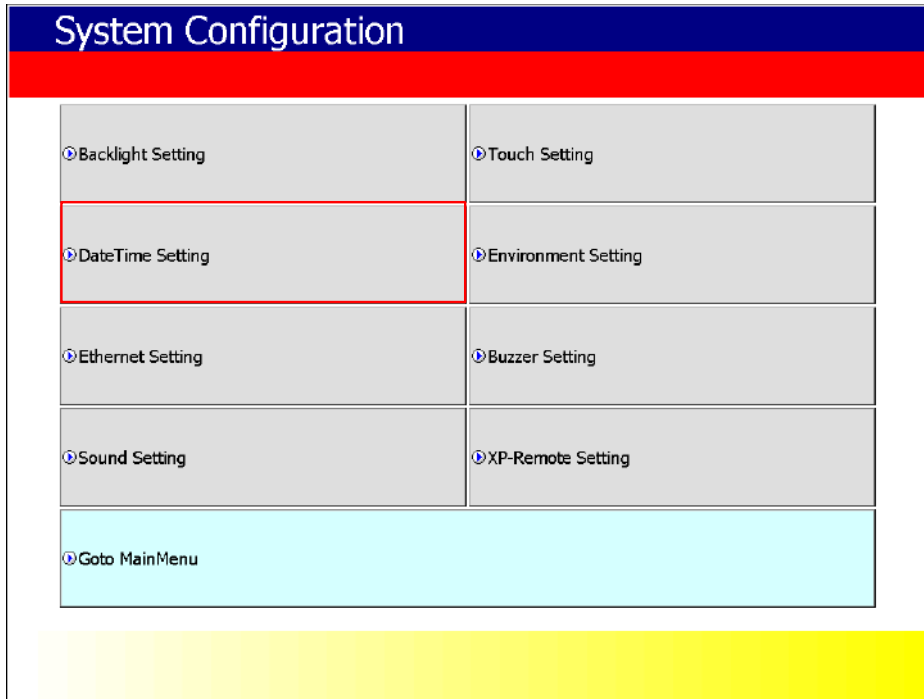 System Configuration
Backlight Setting
Touch Setting
DateTime Setting
Environment Setting
Ethernet Setting
Buzzer Setting
Sound Setting
XP-Remote Setting
Goto MainMenu